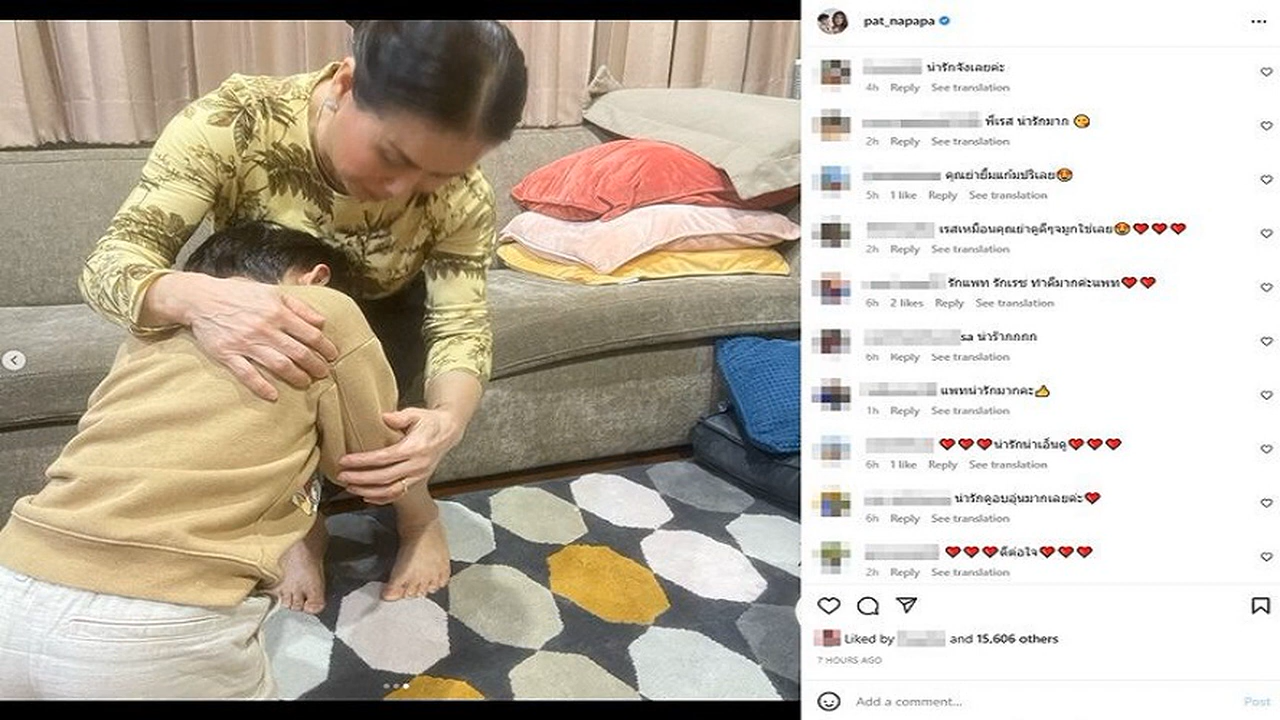 pat_napapa
น่ารักจังเลยค่ะ
4h Reply See translation
พี่เรส น่ารักมาก 😋
2h Reply See translation
คุณย่ายิ้มแก้มปริเลย🥰
5h 1 like Reply See translation
เรสเหมือนคุณย่าดูดีๆจมูกใช่เลย🥰❤❤❤
2h Reply See translation
รักแพท รักเรซ ทำดีมากค่ะแพท❤❤
6h 2 likes Reply See translation
sa น่าร๊ากกกก
6h Reply See translation
แพทน่ารักมากคะ👍
1h Reply See translation
❤❤❤น่ารักน่าเอ็นดู❤❤❤
6h 1 like Reply See translation
น่ารักดูอบอุ่นมากเลยค่ะ❤
6h Reply See translation
❤❤❤ดีต่อใจ❤❤❤
2h Reply See translation
Liked by and 15,606 others
7 HOURS AGO
Add a comment... Post